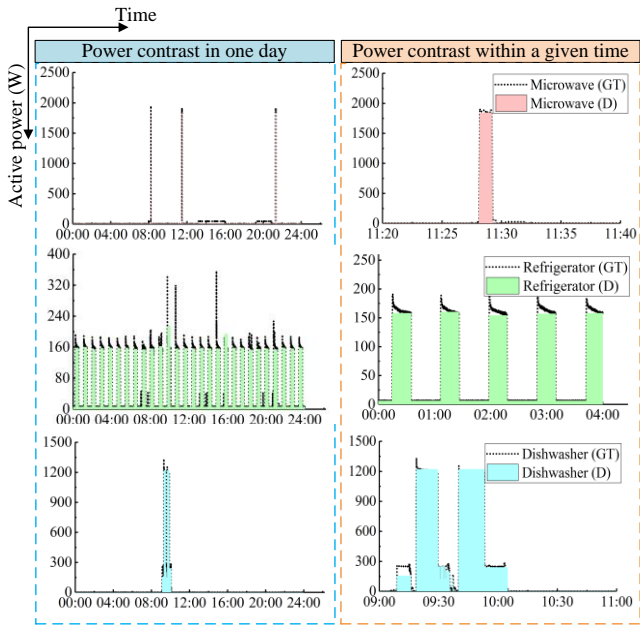 Time
Active power (W)
Power contrast in one day
Power contrast within a given time
2500
2000
1500
1000
500
0
00:00 04:00 08:00 12:00 16:00 20:00 24:00
2500
2000
1500
1000
500
0
11:20 11:25 11:30 11:35 11:40
Microwave (GT)
Microwave (D)
400
320
240
160
80
0
00:00 04:00 08:00 12:00 16:00 20:00 24:00
250
200
150
100
50
0
00:00 01:00 02:00 03:00 04:00
Refrigerator (GT)
Refrigerator (D)
1500
1200
900
600
300
0
00:00 04:00 08:00 12:00 16:00 20:00 24:00
1500
1200
900
600
300
0
09:00 09:30 10:00 10:30 11:00
Dishwasher (GT)
Dishwasher (D)